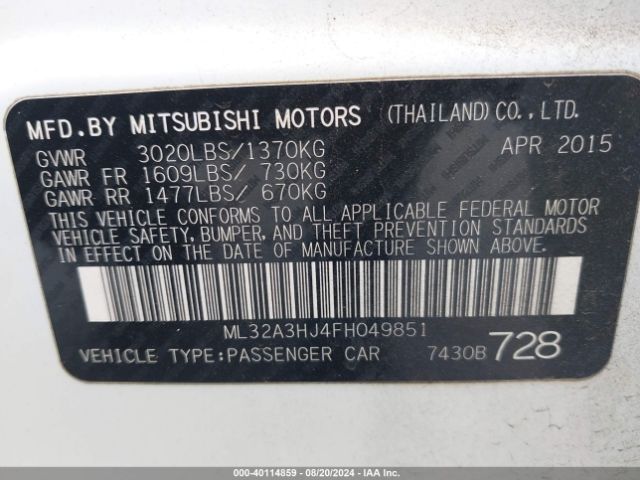 MFD.BY MITSUBISHI MOTORS (THAILAND)CO.,LTD.
GVWR 3020LBS/1370KG APR 2015
GAWR FR 1609LBS/ 730KG
GAWR RR 1477LBS/ 670KG
THIS VEHICLE CONFORMS TO ALL APPLICABLE FEDERAL MOTOR
VEHICLE SAFETY, BUMPER, AND THEFT PREVENTION STANDARDS
IN EFFECT ON THE DATE OF MANUFACTURE SHOWN ABOVE.
ML32A3HJ4FH049851
VEHICLE TYPE:PASSENGER CAR 7430B 728
000-40114859 - 08/20/2024 - COPART/IAA